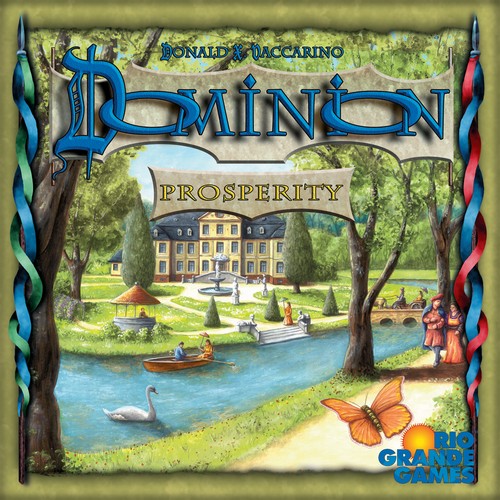 Donald X. Vaccarino
Dominion
PROSPERITY
RIO
GRANDE
GAMES